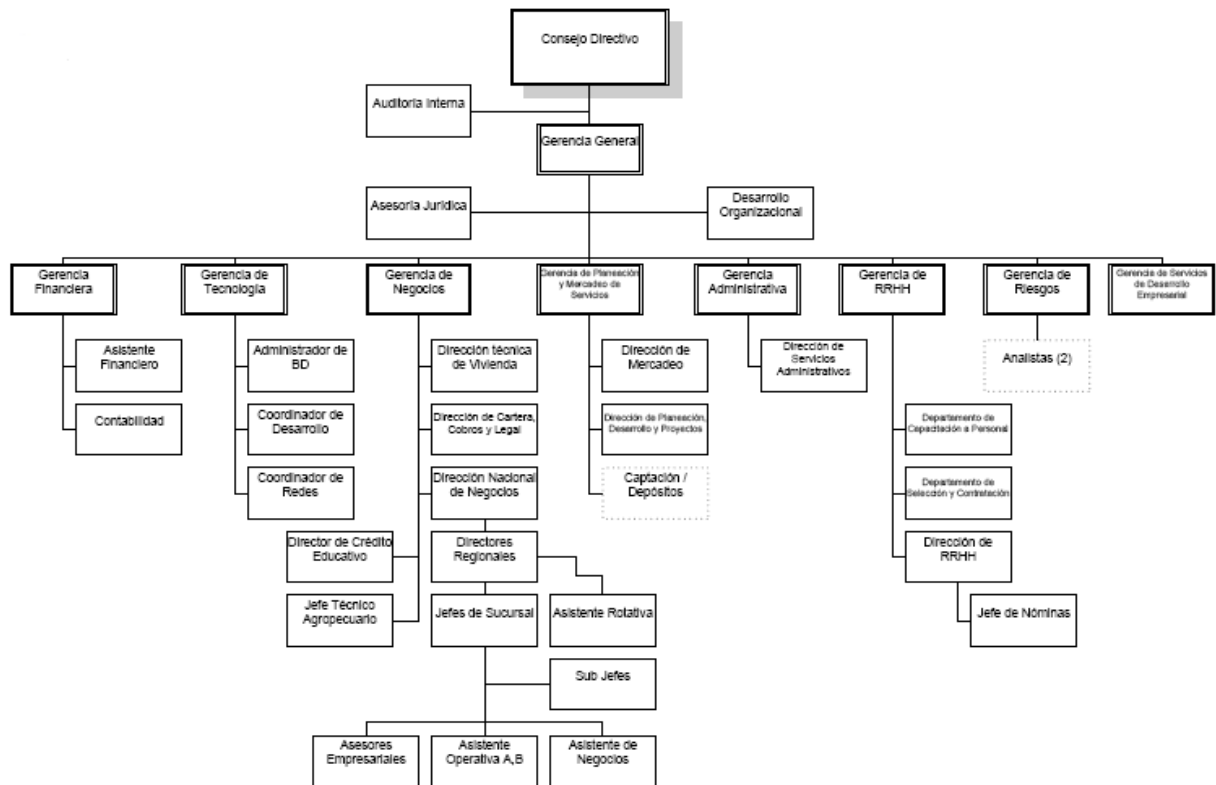 Consejo Directivo
Auditoría Interna
Gerencia General
Asesoría Jurídica
Desarrollo
Organizacional
Gerencia
Financiera
Gerencia de
Tecnología
Gerencia de
Negocios
Gerencia de Planeación
y Mercadeo de
Servicios
Gerencia
Administrativa
Gerencia de
RRHH
Gerencia de
Riesgos
Gerencia de Servicios
de Desarrollo
Empresarial
Asistente
Financiero
Administrador de
BD
Dirección técnica
de Vivienda
Dirección de
Mercadeo
Dirección de
Servicios
Administrativos
Analistas (2)
Contabilidad
Coordinador de
Desarrollo
Dirección de Cartera,
Cobros y Legal
Dirección de Planeación,
Desarrollo y Proyectos
Departamento de
Capacitación a Personal
Coordinador de
Redes
Dirección Nacional
de Negocios
Captación /
Depósitos
Departamento de
Selección y Contratación
Director de Crédito
Educativo
Directores
Regionales
Dirección de
RRHH
Jefe Técnico
Agropecuario
Jefes de Sucursal
Asistente Rotativa
Jefe de Nóminas
Sub Jefes
Asesores
Empresariales
Asistente
Operativa A,B
Asistente de
Negocios